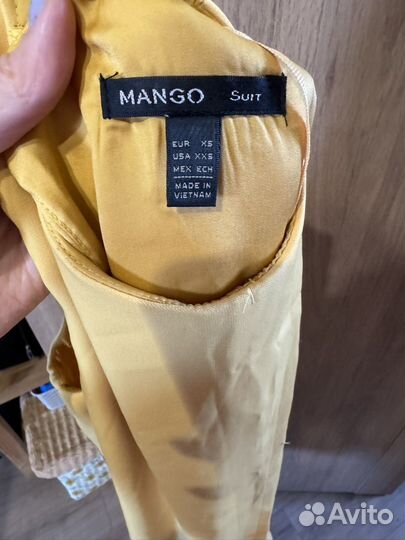 MANGO SUIT
EUR XS
USA XXS
MEX ECH
MADE IN
VIETNAM
Avito